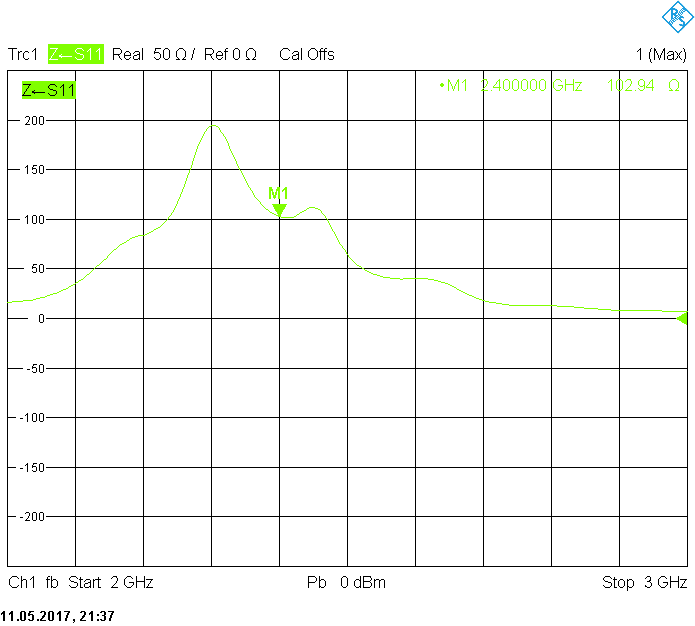 R&S
Trc1 Z←S11 Real 50 Ω/ Ref 0 Ω Cal Offs 1 (Max)
Z←S11 •M1 2.400000 GHz 102.94 Ω
200
150
M1
100
50
0
-50
-100
-150
-200
Ch1 fb Start 2 GHz Pb 0 dBm Stop 3 GHz
11.05.2017, 21:37